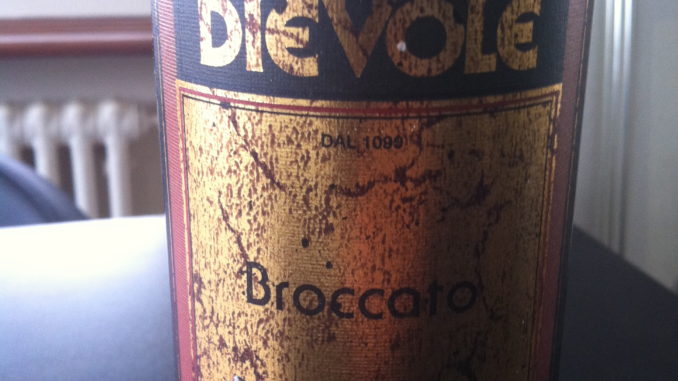 DIEVOLE
DAL 1099
Broccato